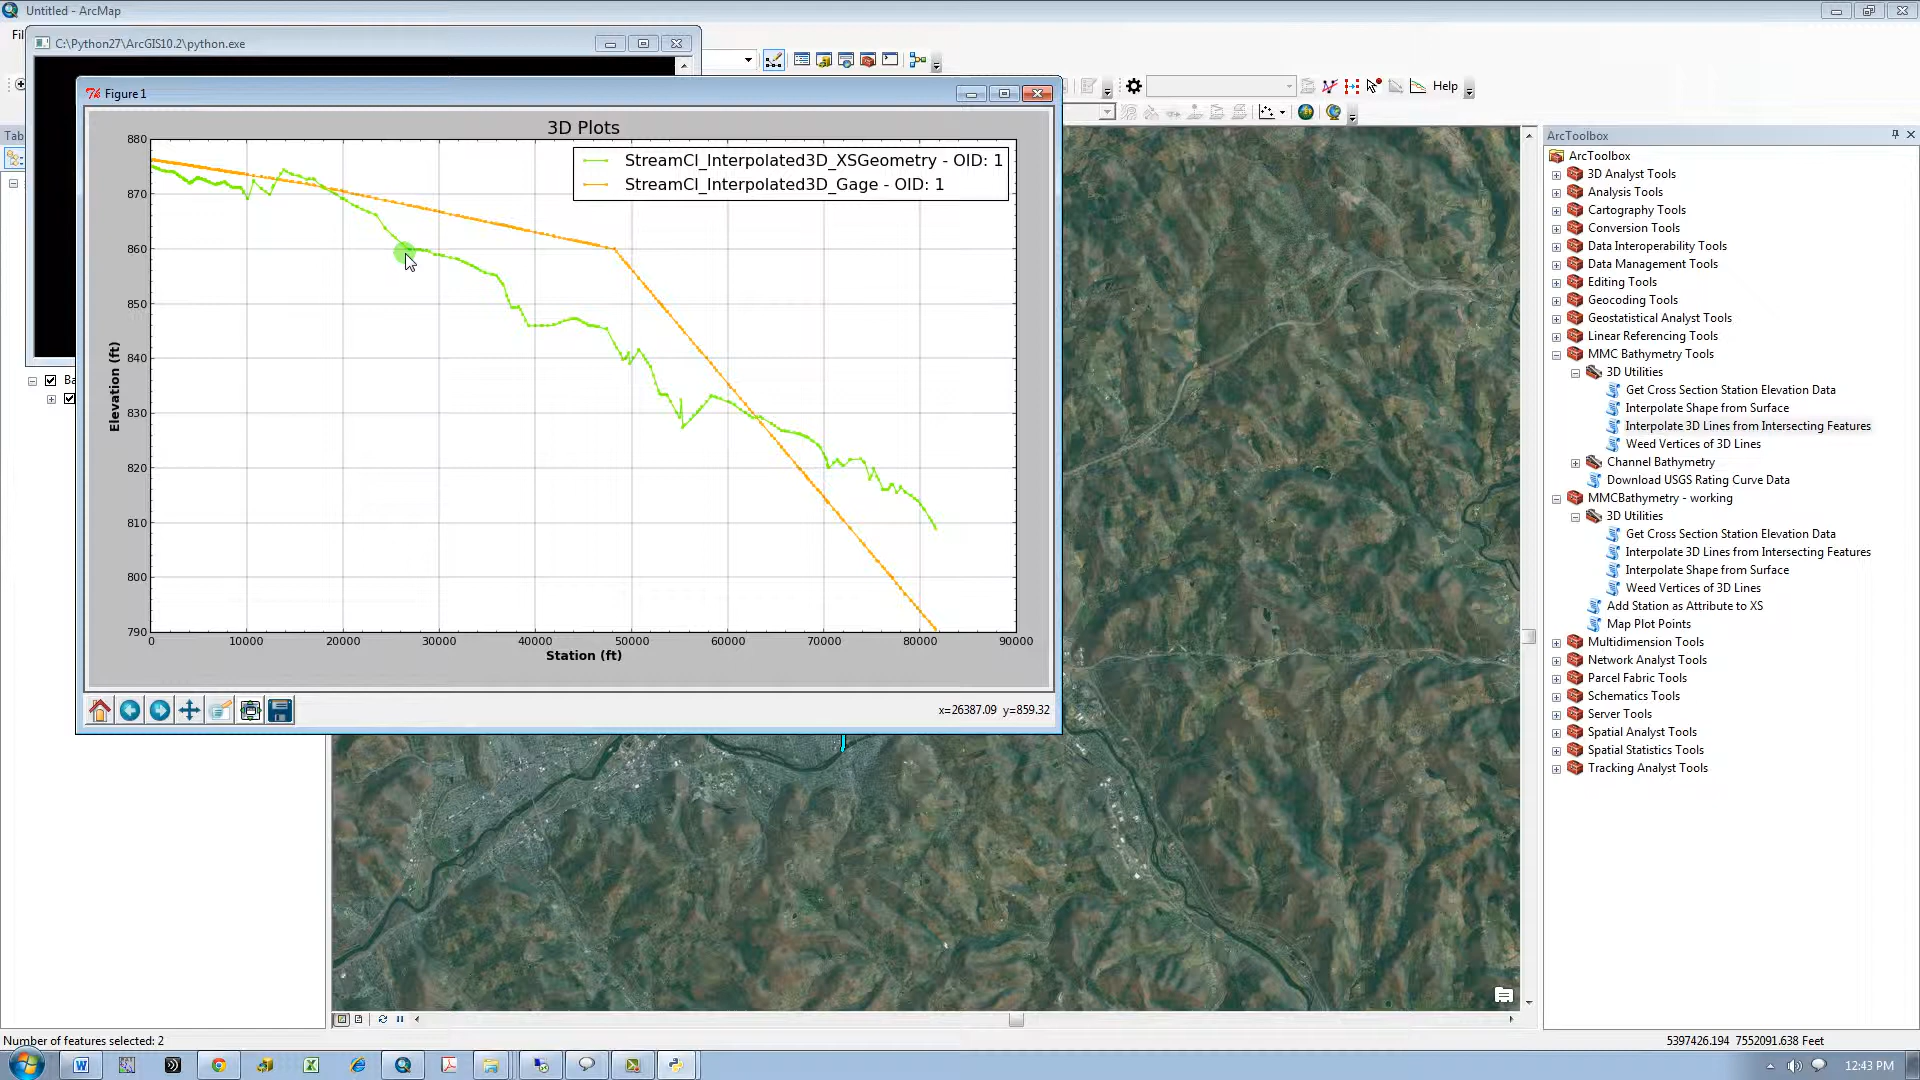 Untitled - ArcMap
Fil
C:\Python27\ArcGIS10.2\python.exe
Help
Figure 1
3D Plots
StreamCl_Interpolated3D_XSGeometry - OID: 1
StreamCl_Interpolated3D_Gage - OID: 1
880
870
860
850
840
830
820
810
800
790
Elevation (ft)
0 10000 20000 30000 40000 50000 60000 70000 80000 90000
Station (ft)
x=26387.09 y=859.32
Tab
Ba
ArcToolbox
ArcToolbox
3D Analyst Tools
Analysis Tools
Cartography Tools
Conversion Tools
Data Interoperability Tools
Data Management Tools
Editing Tools
Geocoding Tools
Geostatistical Analyst Tools
Linear Referencing Tools
MMC Bathymetry Tools
3D Utilities
Get Cross Section Station Elevation Data
Interpolate Shape from Surface
Interpolate 3D Lines from Intersecting Features
Weed Vertices of 3D Lines
Channel Bathymetry
Download USGS Rating Curve Data
MMCBathymetry - working
3D Utilities
Get Cross Section Station Elevation Data
Interpolate 3D Lines from Intersecting Features
Interpolate Shape from Surface
Weed Vertices of 3D Lines
Add Station as Attribute to XS
Map Plot Points
Multidimension Tools
Network Analyst Tools
Parcel Fabric Tools
Schematics Tools
Server Tools
Spatial Analyst Tools
Spatial Statistics Tools
Tracking Analyst Tools
Number of features selected: 2
5397426.194 7552091.638 Feet
12:43 PM